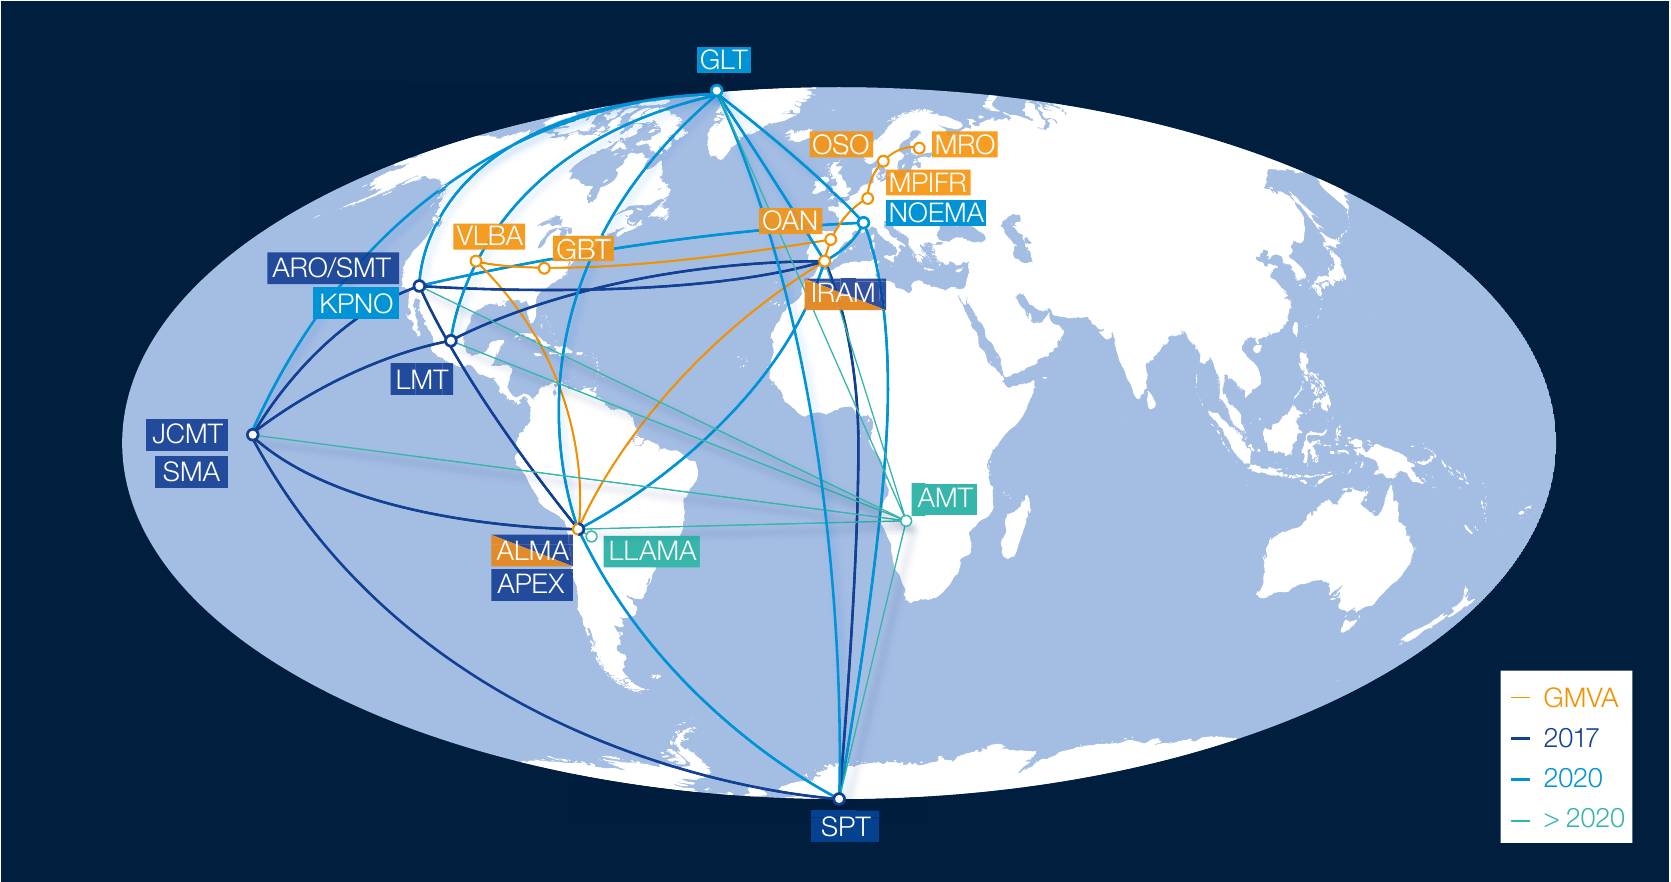 GLT
OSO
MRO
MPIFR
NOEMA
OAN
VLBA
GBT
ARO/SMT
KPNO
IRAM
LMT
JCMT
SMA
AMT
ALMA
LLAMA
APEX
SPT
GMVA
2017
2020
> 2020